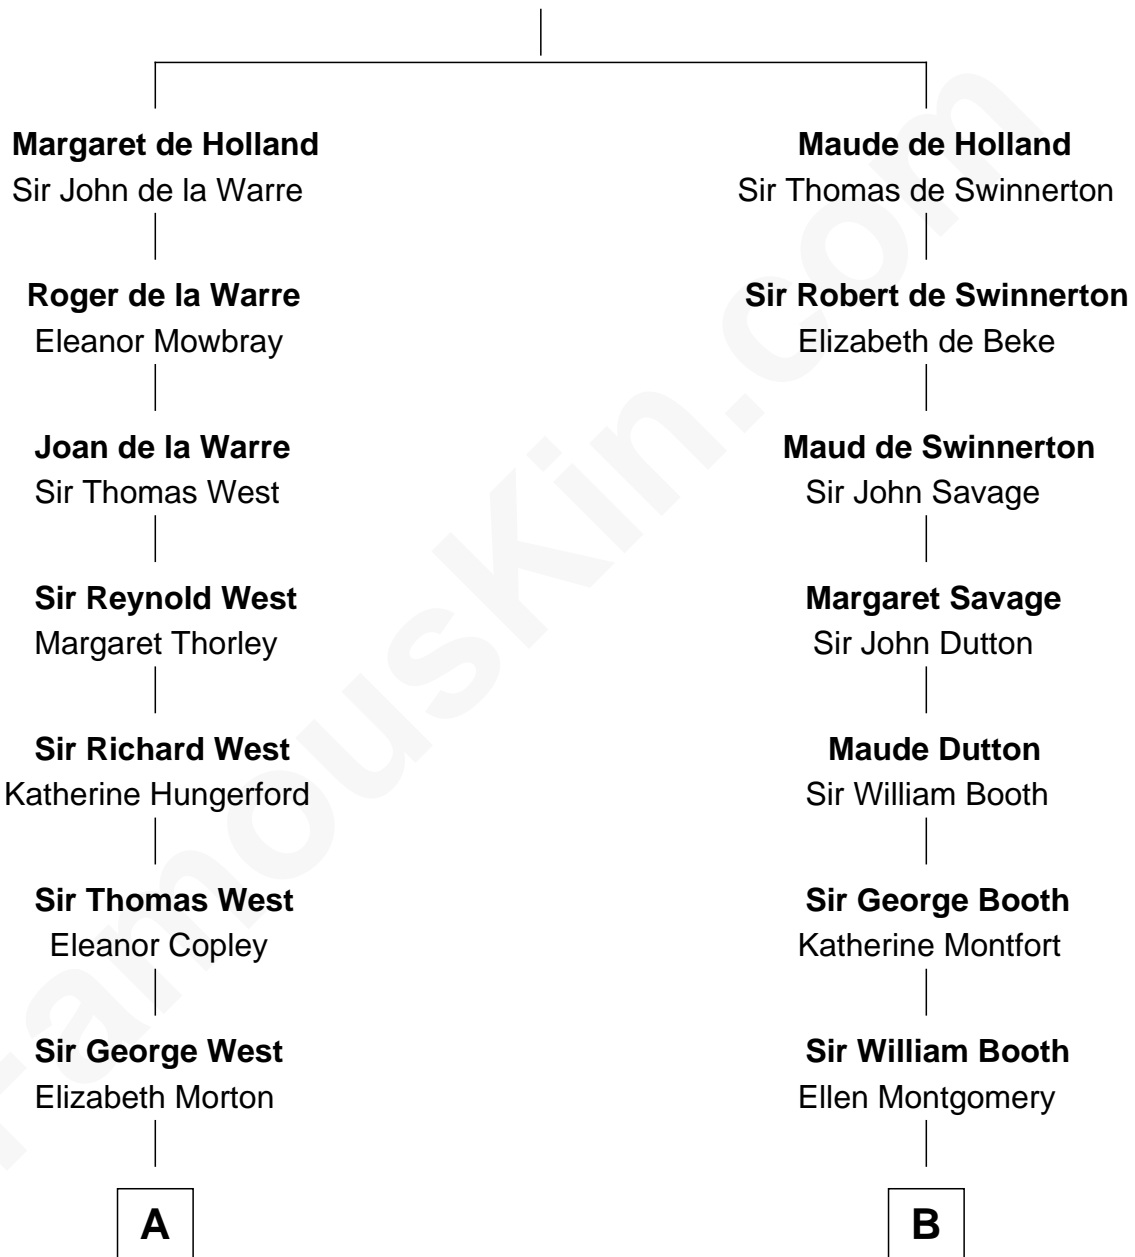 Margaret de Holland
Sir John de la Warre
Roger de la Warre
Eleanor Mowbray
Joan de la Warre
Sir Thomas West
Sir Reynold West
Margaret Thorley
Sir Richard West
Katherine Hungerford
Sir Thomas West
Eleanor Copley
Sir George West
Elizabeth Morton
A
Maude de Holland
Sir Thomas de Swinnerton
Sir Robert de Swinnerton
Elizabeth de Beke
Maud de Swinnerton
Sir John Savage
Margaret Savage
Sir John Dutton
Maude Dutton
Sir William Booth
Sir George Booth
Katherine Montfort
Sir William Booth
Ellen Montgomery
B
FamousKin.com